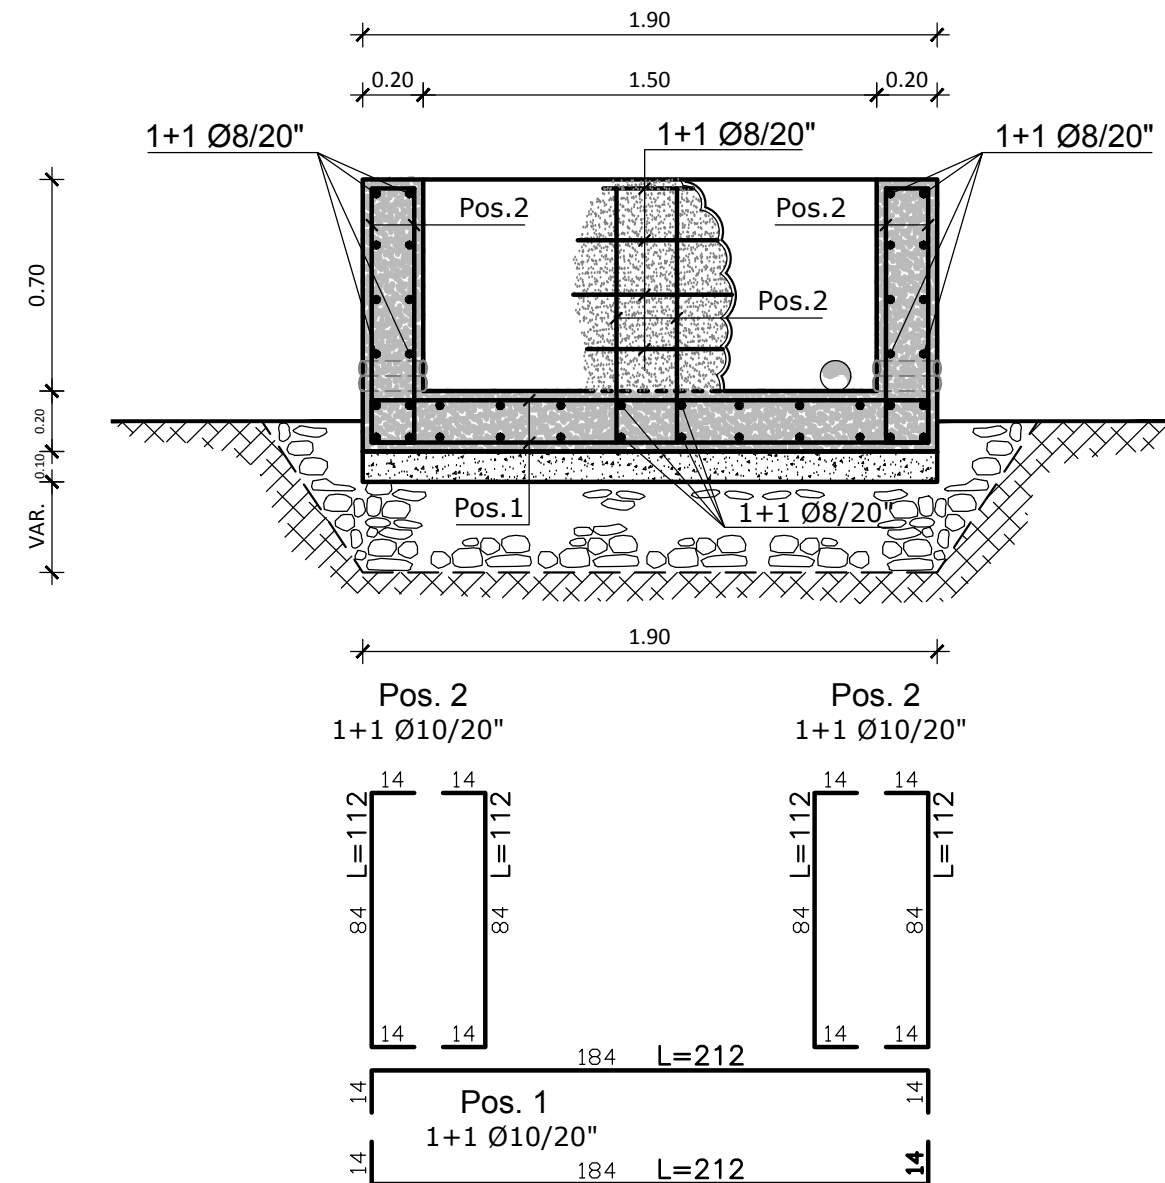 1.90
0.20 1.50 0.20
1+1 Ø8/20" 1+1 Ø8/20" 1+1 Ø8/20"
Pos.2 Pos.2
0.70
Pos.2
0.20
0.10
Pos.1 1+1 Ø8/20"
VAR.
1.90
Pos. 2 Pos. 2
1+1 Ø10/20" 1+1 Ø10/20"
14 14 14 14
L=112 L=112 L=112 L=112
84 84 84 84
14 14 14 14
184 L=212
14 14
Pos. 1
1+1 Ø10/20"
14 14
184 L=212